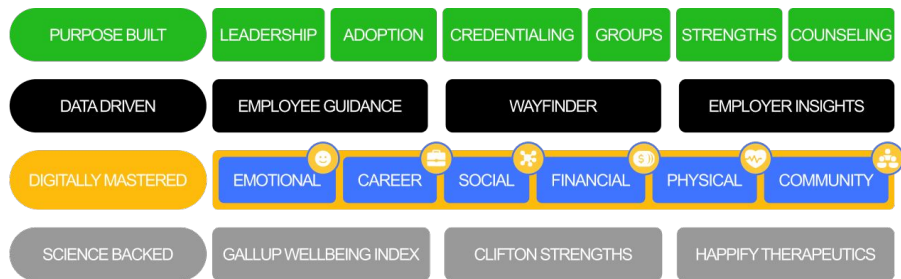 PURPOSE BUILT LEADERSHIP ADOPTION CREDENTIALING GROUPS STRENGTHS COUNSELING
DATA DRIVEN EMPLOYEE GUIDANCE WAYFINDER EMPLOYER INSIGHTS
DIGITALLY MASTERED EMOTIONAL CAREER SOCIAL FINANCIAL PHYSICAL COMMUNITY
SCIENCE BACKED GALLUP WELLBEING INDEX CLIFTON STRENGTHS HAPPIFY THERAPEUTICS